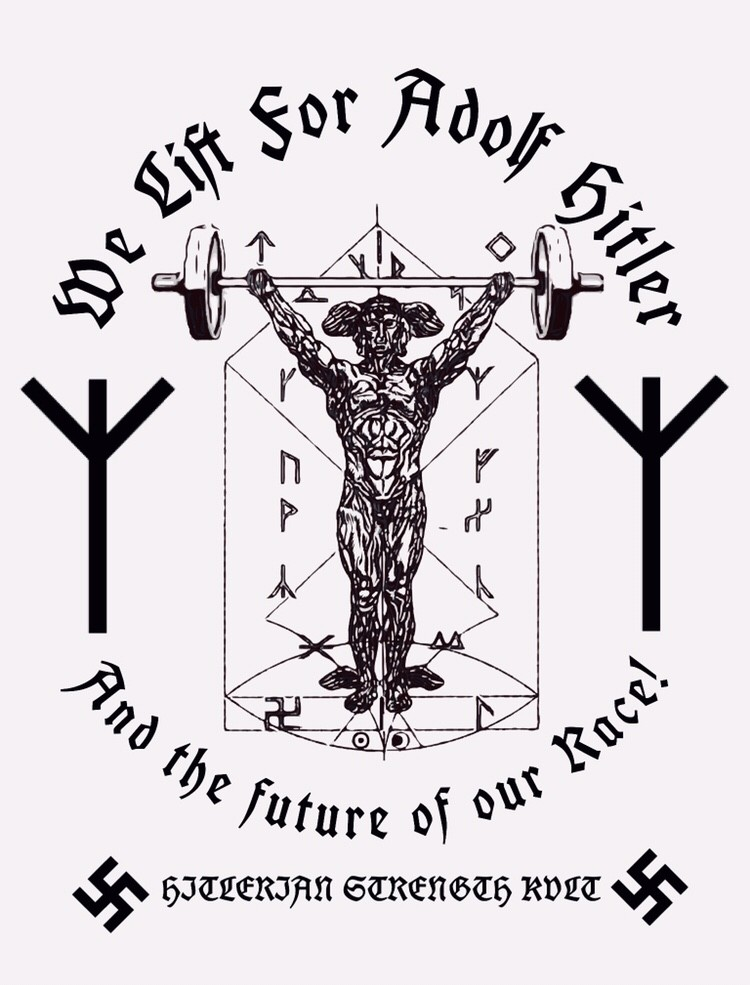 We Lift For Adolf Hitler
And the future of our Race!
HITLERIAN STRENGTH KVLT